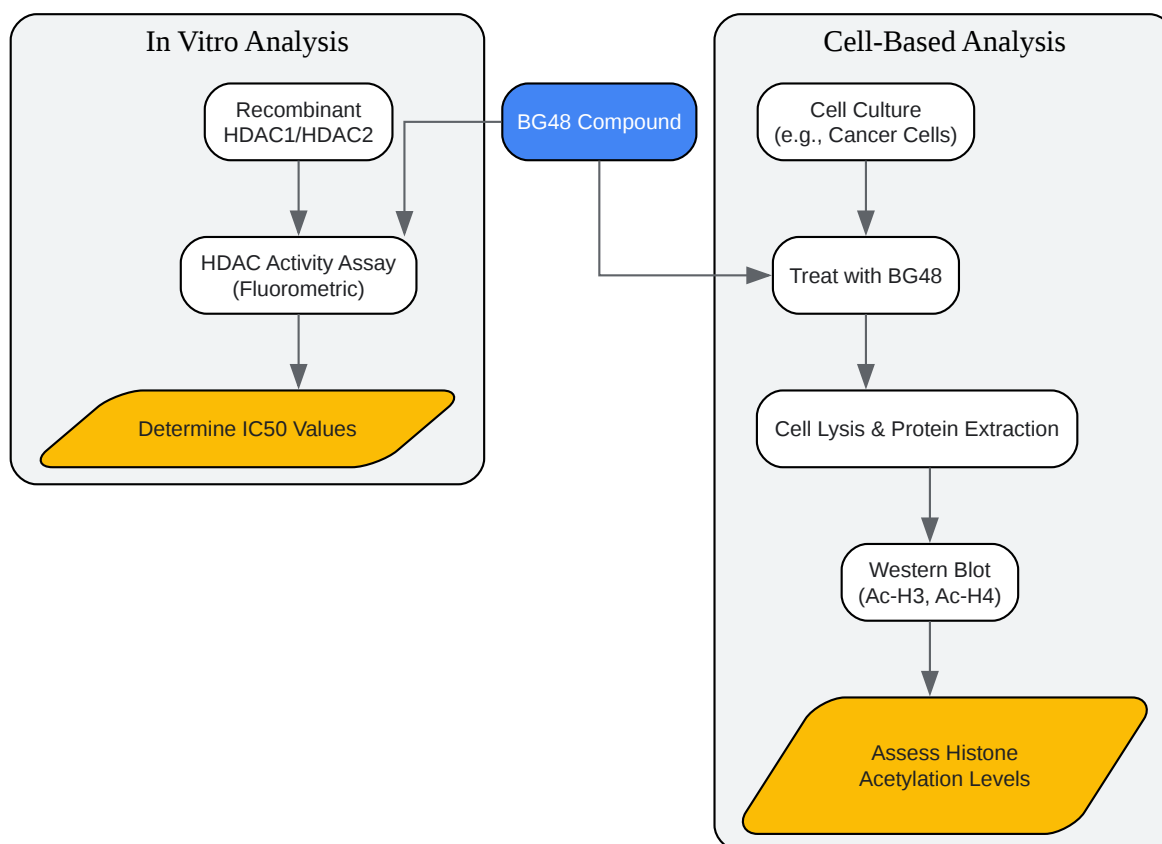 In Vitro Analysis
Recombinant
HDAC1/HDAC2
HDAC Activity Assay
(Fluorometric)
Determine IC50 Values
BG48 Compound
Cell-Based Analysis
Cell Culture
(e.g., Cancer Cells)
Treat with BG48
Cell Lysis & Protein Extraction
Western Blot
(Ac-H3, Ac-H4)
Assess Histone
Acetylation Levels